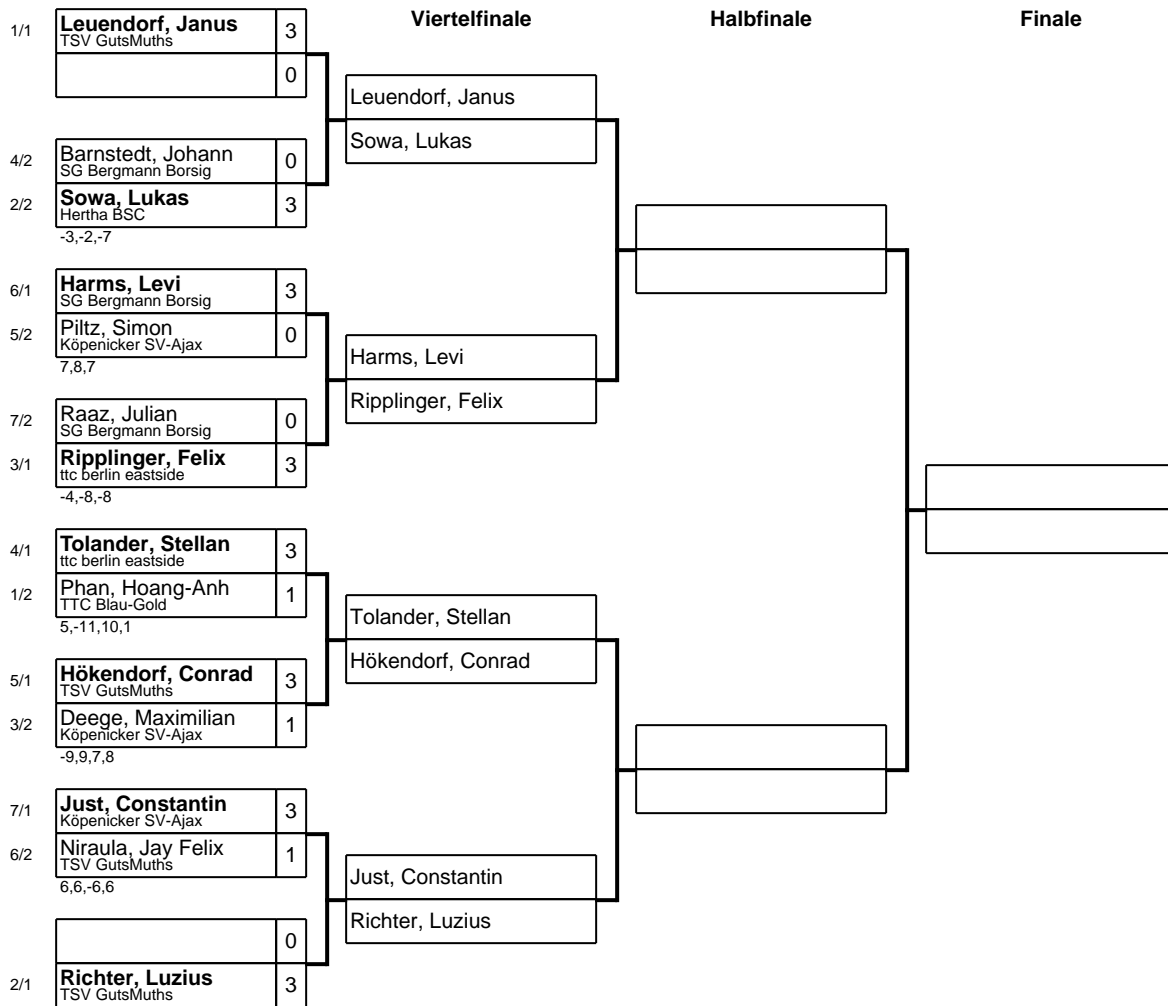 Viertelfinale Halbfinale Finale
1/1 Leuendorf, Janus 3
TSV GutsMuths
0
4/2 Barnstedt, Johann 0
SG Bergmann Borsig
2/2 Sowa, Lukas 3
Hertha BSC
-3,-2,-7
6/1 Harms, Levi 3
SG Bergmann Borsig
5/2 Piltz, Simon 0
Köpenicker SV-Ajax
7,8,7
7/2 Raaz, Julian 0
SG Bergmann Borsig
3/1 Ripplinger, Felix 3
ttc berlin eastside
-4,-8,-8
4/1 Tolander, Stellan 3
ttc berlin eastside
1/2 Phan, Hoang-Anh 1
TTC Blau-Gold
5,-11,10,1
5/1 Hökendorf, Conrad 3
TSV GutsMuths
3/2 Deege, Maximilian 1
Köpenicker SV-Ajax
-9,9,7,8
7/1 Just, Constantin 3
Köpenicker SV-Ajax
6/2 Niraula, Jay Felix 1
TSV GutsMuths
6,6,-6,6
0
2/1 Richter, Luzius 3
TSV GutsMuths
Leuendorf, Janus
Sowa, Lukas
Harms, Levi
Ripplinger, Felix
Tolander, Stellan
Hökendorf, Conrad
Just, Constantin
Richter, Luzius